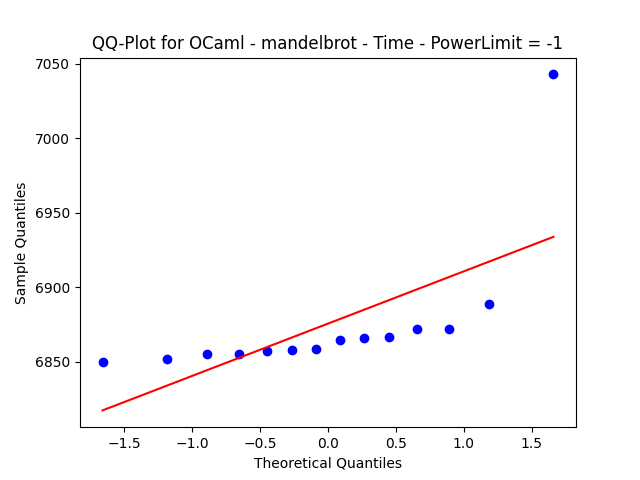 QQ-Plot for OCaml - mandelbrot - Time - PowerLimit = -1
7050
7000
6950
6900
6850
Sample Quantiles
−1.5 −1.0 −0.5 0.0 0.5 1.0 1.5
Theoretical Quantiles